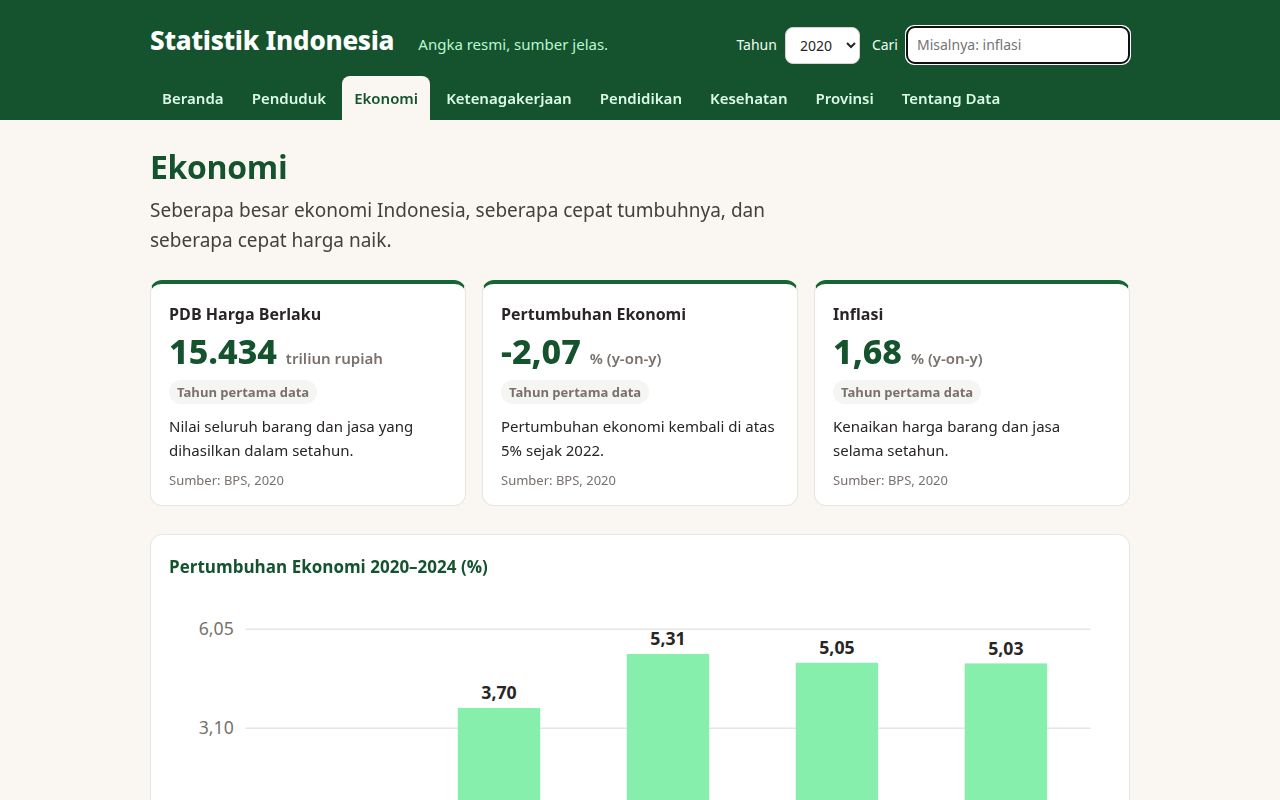 Statistik Indonesia
Angka resmi, sumber jelas.
Tahun 2020 Cari Misalnya: inflasi
Beranda Penduduk Ekonomi Ketenagakerjaan Pendidikan Kesehatan Provinsi Tentang Data
Ekonomi
Seberapa besar ekonomi Indonesia, seberapa cepat tumbuhnya, dan
seberapa cepat harga naik.
PDB Harga Berlaku
15.434 triliun rupiah
Tahun pertama data
Nilai seluruh barang dan jasa yang
dihasilkan dalam setahun.
Sumber: BPS, 2020
Pertumbuhan Ekonomi
-2,07 % (y-on-y)
Tahun pertama data
Pertumbuhan ekonomi kembali di atas
5% sejak 2022.
Sumber: BPS, 2020
Inflasi
1,68 % (y-on-y)
Tahun pertama data
Kenaikan harga barang dan jasa
selama setahun.
Sumber: BPS, 2020
Pertumbuhan Ekonomi 2020–2024 (%)
6,05
5,31
5,05
5,03
3,70
3,10